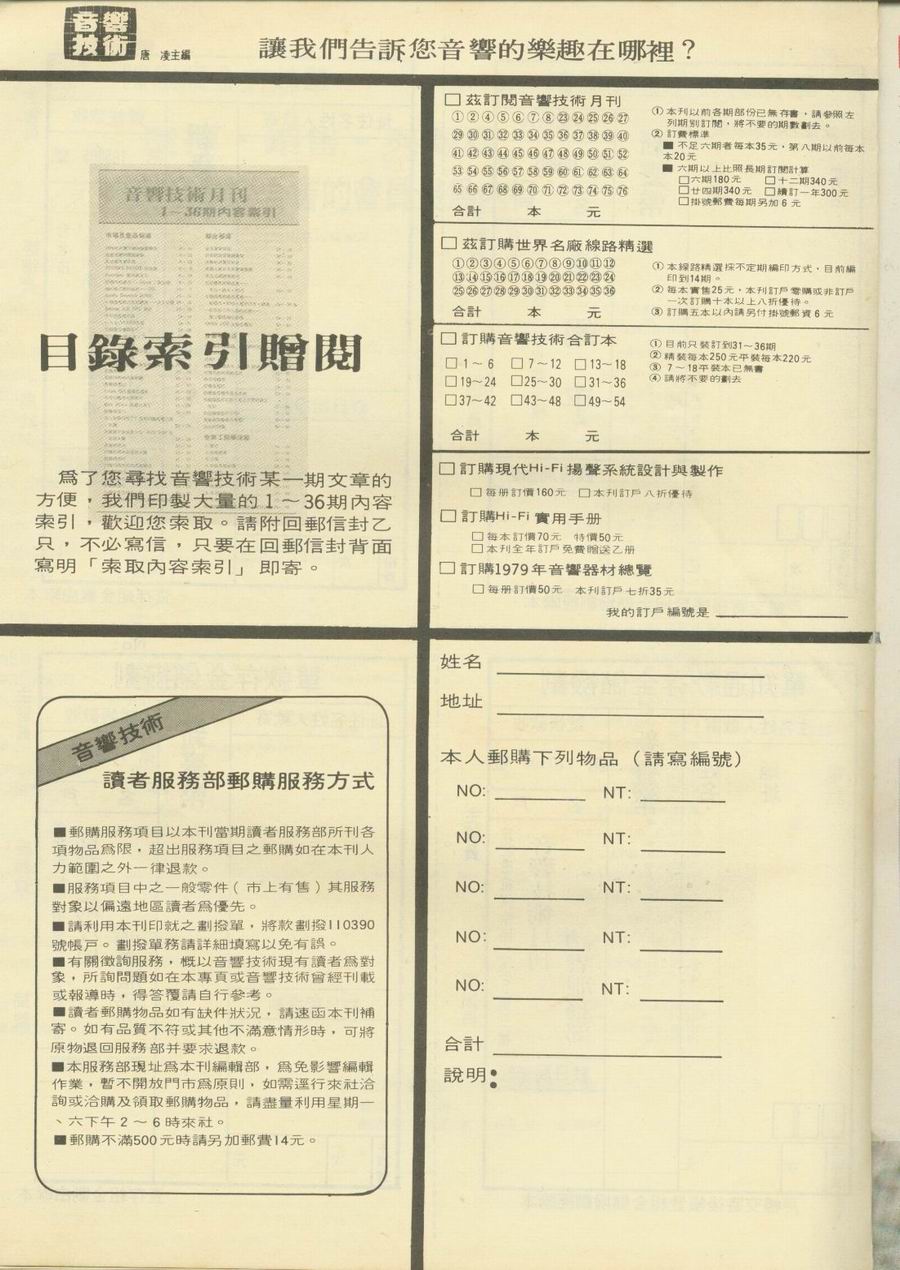 音響
技術
唐 凌主編
讓我們告訴您音響的樂趣在哪裡？
音響技術月刊
1～36期內容索引
目錄索引贈閱
為了您尋找音響技術某一期文章的
方便，我們印製大量的1～36期內容
索引，歡迎您索取。請附回郵信封乙
只，不必寫信，只要在回郵信封背面
寫明「索取內容索引」即寄。
□ 茲訂閱音響技術月刊
①②④⑤⑥⑦⑧㉓㉔㉕㉖㉗
㉙㉚㉛㉜㉝㉞㉟㊱㊲㊳㊴㊵
㊶㊷㊸㊹㊺㊻㊼㊽㊾㊿51 52
53 54 55 56 57 58 59 60 61 62 63 64
65 66 67 68 69 70 71 72 73 74 75 76
合計 本 元
① 本刊以前各期部份已無存書，請參照左
列期別訂閱，將不要的期數劃去。
② 訂費標準
■ 不足六期者每本35元，第八期以前每本
本20元
■ 六期以上比照長期訂閱計算
□六期180元 □十二期340元
□廿四期340元 □續訂一年300元
□掛號郵費每期另加6元
□ 茲訂購世界名廠線路精選
①②③④⑤⑥⑦⑧⑨⑩⑪⑫
⑬⑭⑮⑯⑰⑱⑲⑳㉑㉒㉓㉔
㉕㉖㉗㉘㉙㉚㉛㉜㉝㉞㉟㊱
合計 本 元
① 本線路精選採不定期編印方式，目前編
印到14期。
② 每本實售25元，本刊訂戶零購或非訂戶
一次訂購十本以上八折優待。
③ 訂購五本以內請另付掛號郵資6元
□ 訂購音響技術合訂本
□ 1～6 □ 7～12 □ 13～18
□19～24 □25～30 □31～36
□37～42 □43～48 □49～54
合計 本 元
① 目前只裝訂到31～36期
② 精裝每本250元平裝每本220元
③ 7～18平裝本已無書
④ 請將不要的劃去
□ 訂購現代Hi-Fi揚聲系統設計與製作
□ 每冊訂價160元 □ 本刊訂戶八折優待
□ 訂購Hi-Fi實用手冊
□ 每本訂價70元 特價50元
□ 本刊全年訂戶免費贈送乙冊
□ 訂購1979年音響器材總覽
□ 每冊訂價50元 本刊訂戶七折35元
我的訂戶編號是
音響技術
讀者服務部郵購服務方式
■郵購服務項目以本刊當期讀者服務部所刊各
項物品為限，超出服務項目之郵購如在本刊人
力範圍之外一律退款。
■服務項目中之一般零件（市上有售）其服務
對象以偏遠地區讀者為優先。
■請利用本刊印就之劃撥單，將款劃撥110390
號帳戶。劃撥單務請詳細填寫以免有誤。
■有關徵詢服務，概以音響技術現有讀者為對
象，所詢問題如在本專頁或音響技術曾經刊載
或報導時，得答覆請自行參考。
■讀者郵購物品如有缺件狀況，請速函本刊補
寄。如有品質不符或其他不滿意情形時，可將
原物退回服務部并要求退款。
■本服務部現址為本刊編輯部，為免影響編輯
作業，暫不開放門市為原則，如需逕行來社洽
詢或洽購及領取郵購物品，請盡量利用星期一
、六下午2～6時來社。
■郵購不滿500元時請另加郵費14元。
姓名
地址
本人郵購下列物品（請寫編號）
NO: NT:
NO: NT:
NO: NT:
NO: NT:
NO: NT:
合計
說明：